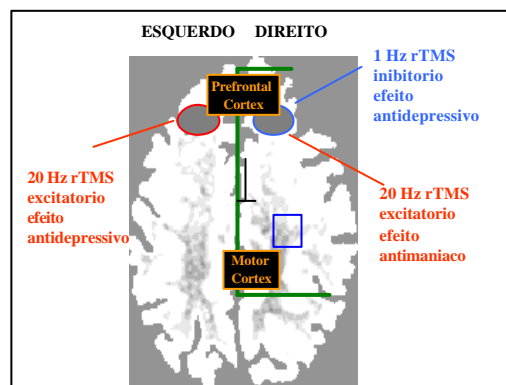 ESQUERDO DIREITO
1 Hz rTMS
inibitorio
efeito
antidepressivo
Prefrontal
Cortex
20 Hz rTMS
excitatorio
efeito
antidepressivo
20 Hz rTMS
excitatorio
efeito
antimaniaco
Motor
Cortex